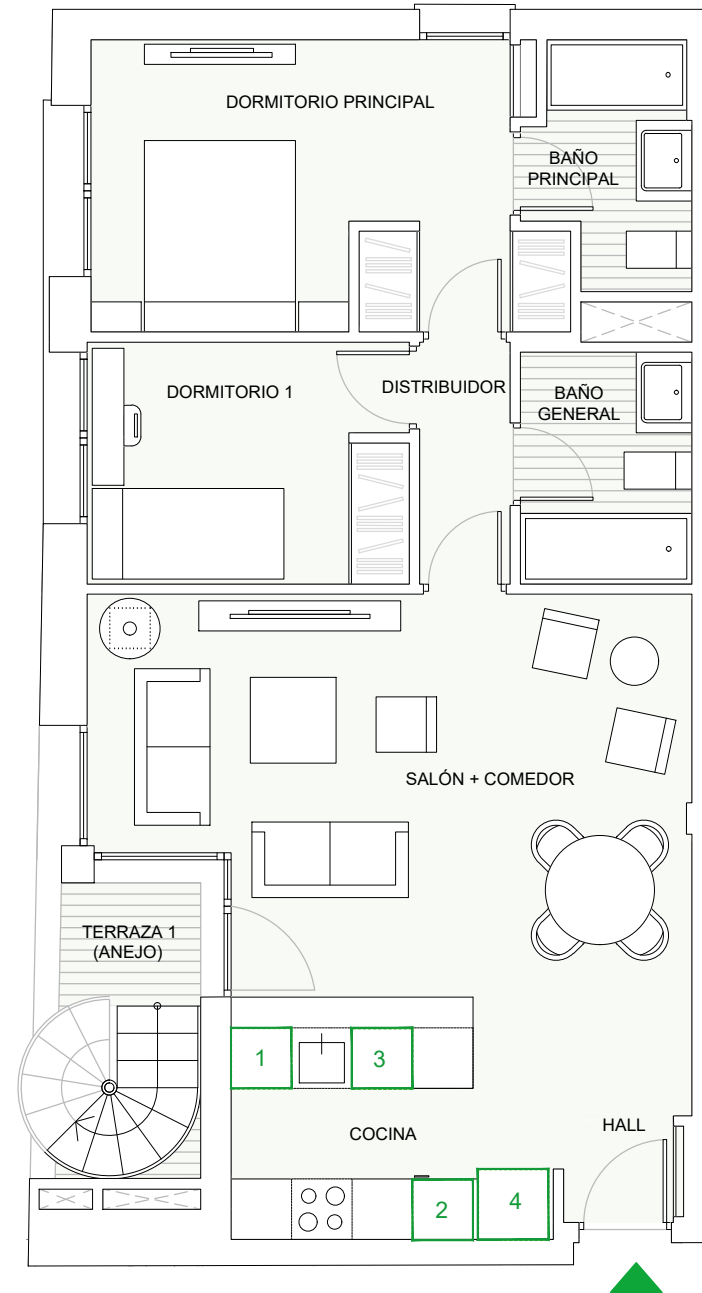 DORMITORIO PRINCIPAL
BAÑO
PRINCIPAL
DORMITORIO 1
DISTRIBUIDOR
BAÑO
GENERAL
SALÓN + COMEDOR
TERRAZA 1
(ANEJO)
1
3
COCINA
HALL
2
4